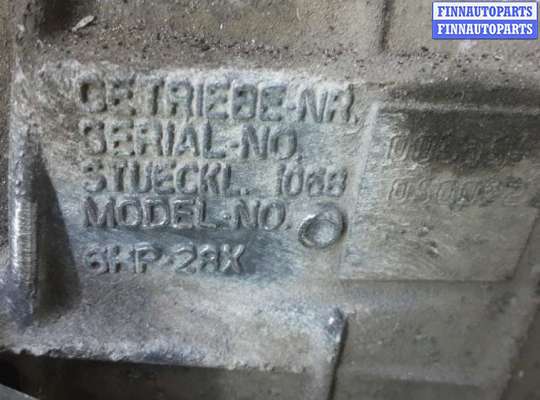 FINNAUTOPARTS
FINNAUTOPARTS
GETRIEBE-NR.
SERIAL-NO.
STUECKL. 1068
MODEL-NO.
6HP-28X